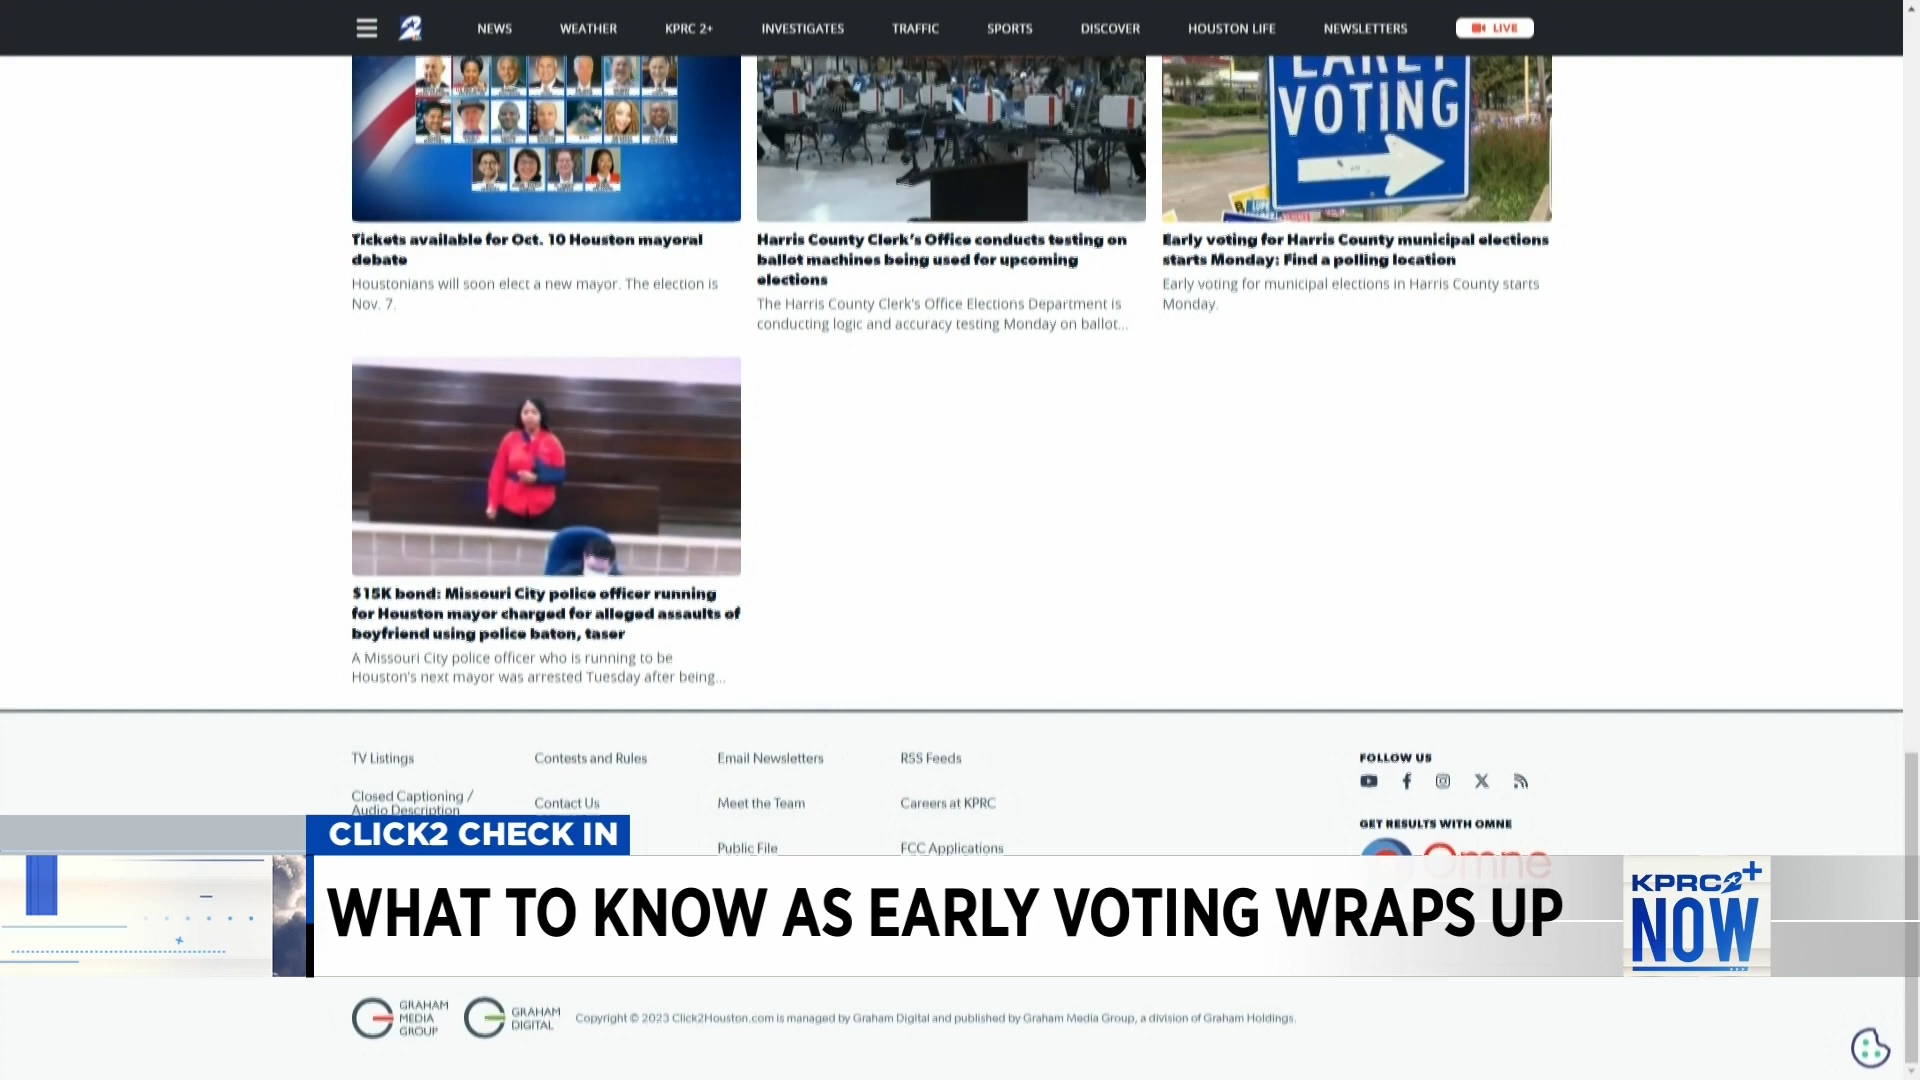 NEWS WEATHER KPRC 2+ INVESTIGATES TRAFFIC SPORTS DISCOVER HOUSTON LIFE NEWSLETTERS LIVE
EARLY
VOTING
Tickets available for Oct. 10 Houston mayoral
debate
Houstonians will soon elect a new mayor. The election is
Nov. 7.
Harris County Clerk's Office conducts testing on
ballot machines being used for upcoming
elections
The Harris County Clerk's Office Elections Department is
conducting logic and accuracy testing Monday on ballot...
Early voting for Harris County municipal elections
starts Monday: Find a polling location
Early voting for municipal elections in Harris County starts
Monday.
$15K bond: Missouri City police officer running
for Houston mayor charged for alleged assaults of
boyfriend using police baton, taser
A Missouri City police officer who is running to be
Houston's next mayor was arrested Tuesday after being...
TV Listings
Closed Captioning /
Audio Description
Contests and Rules
Contact Us
Email Newsletters
Meet the Team
Public File
RSS Feeds
Careers at KPRC
FCC Applications
FOLLOW US
GET RESULTS WITH OMNE
Omne
CLICK2 CHECK IN
WHAT TO KNOW AS EARLY VOTING WRAPS UP
KPRC2+
NOW
GRAHAM
MEDIA
GROUP
GRAHAM
DIGITAL
Copyright © 2023 Click2Houston.com is managed by Graham Digital and published by Graham Media Group, a division of Graham Holdings.